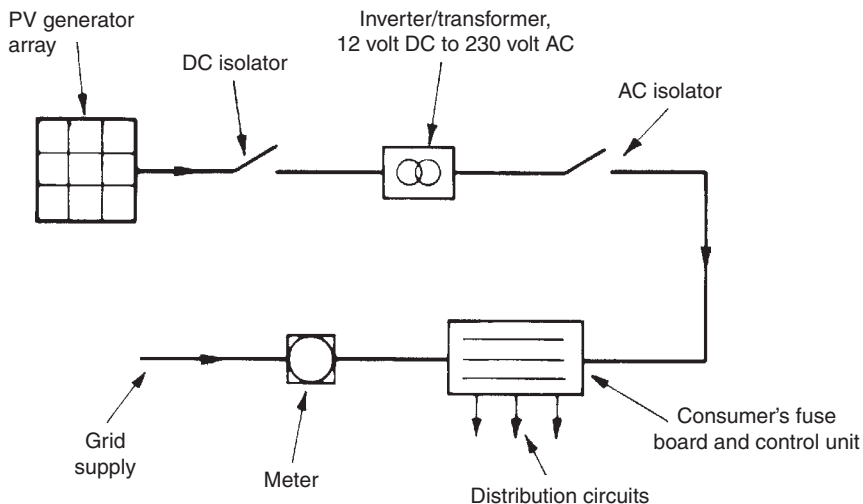 PV generator
array
DC isolator
Inverter/transformer,
12 volt DC to 230 volt AC
AC isolator
Grid
supply
Meter
Distribution circuits
Consumer's fuse
board and control unit